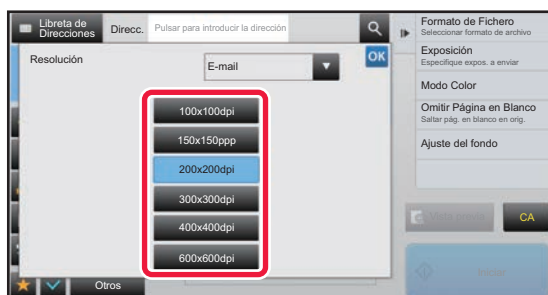 Libreta de
Direcciones
Direcc.
Pulsar para introducir la dirección
Resolución
E-mail
OK
100x100dpi
150x150ppp
200x200dpi
300x300dpi
400x400dpi
600x600dpi
Otros
Formato de Fichero
Seleccionar formato de archivo
Exposición
Especifique expos. a enviar
Modo Color
Omitir Página en Blanco
Saltar pág. en blanco en orig.
Ajuste del fondo
CA